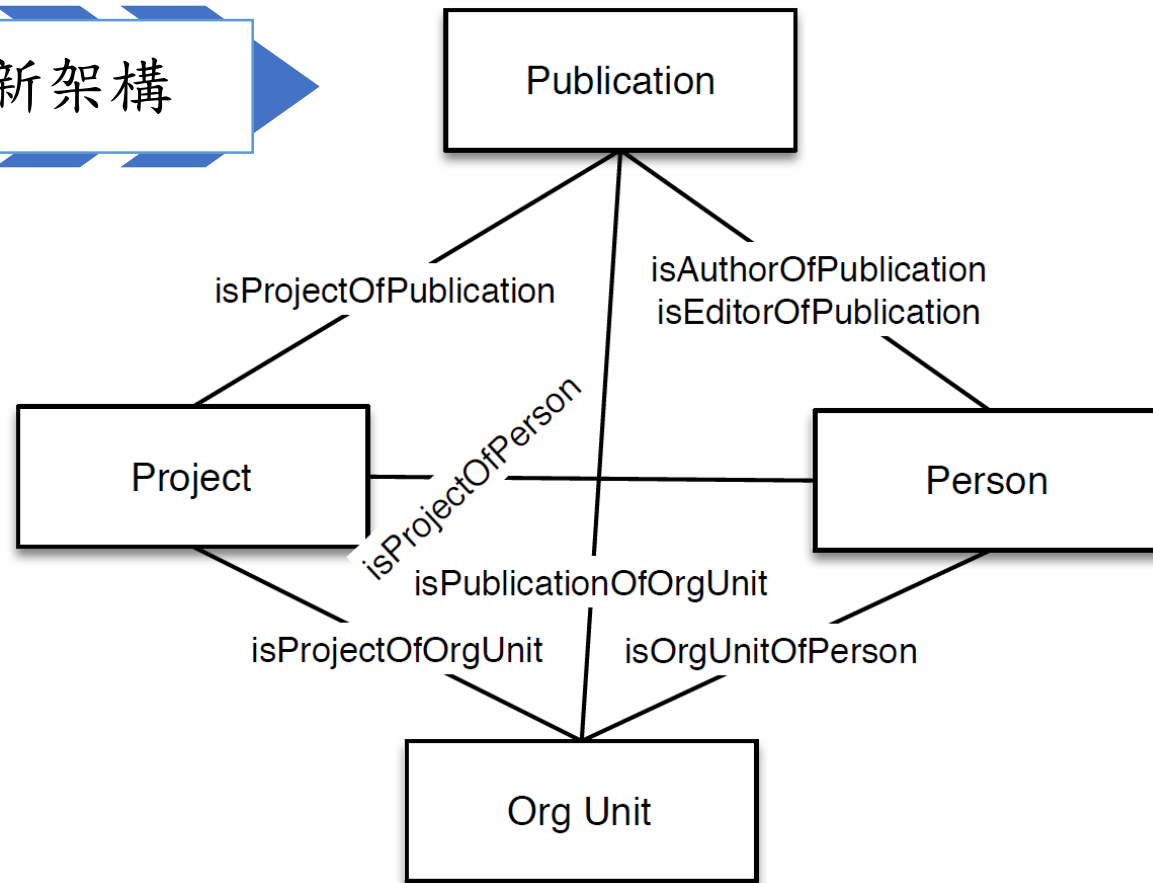 新架構
Publication
isProjectOfPublication
isAuthorOfPublication
isEditorOfPublication
isProjectOfPerson
Project
Person
isPublicationOfOrgUnit
isProjectOfOrgUnit
isOrgUnitOfPerson
Org Unit